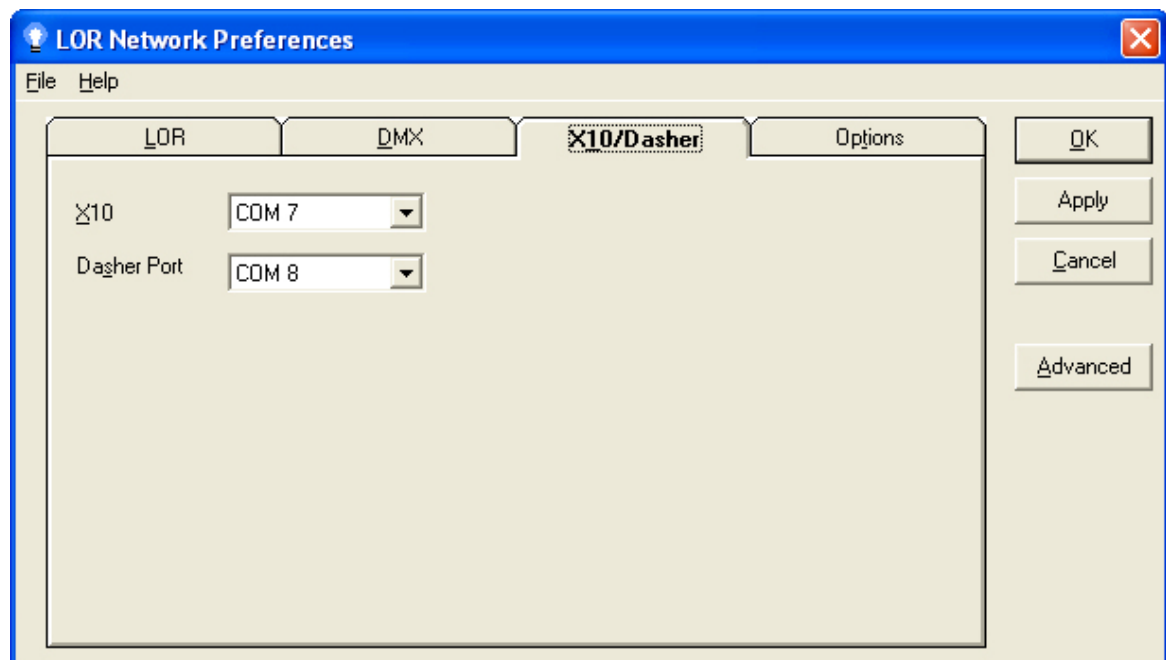 LOR Network Preferences
File Help
LOR DMX X10/Dasher Options
OK
X10 COM 7
Apply
Dasher Port COM 8
Cancel
Advanced